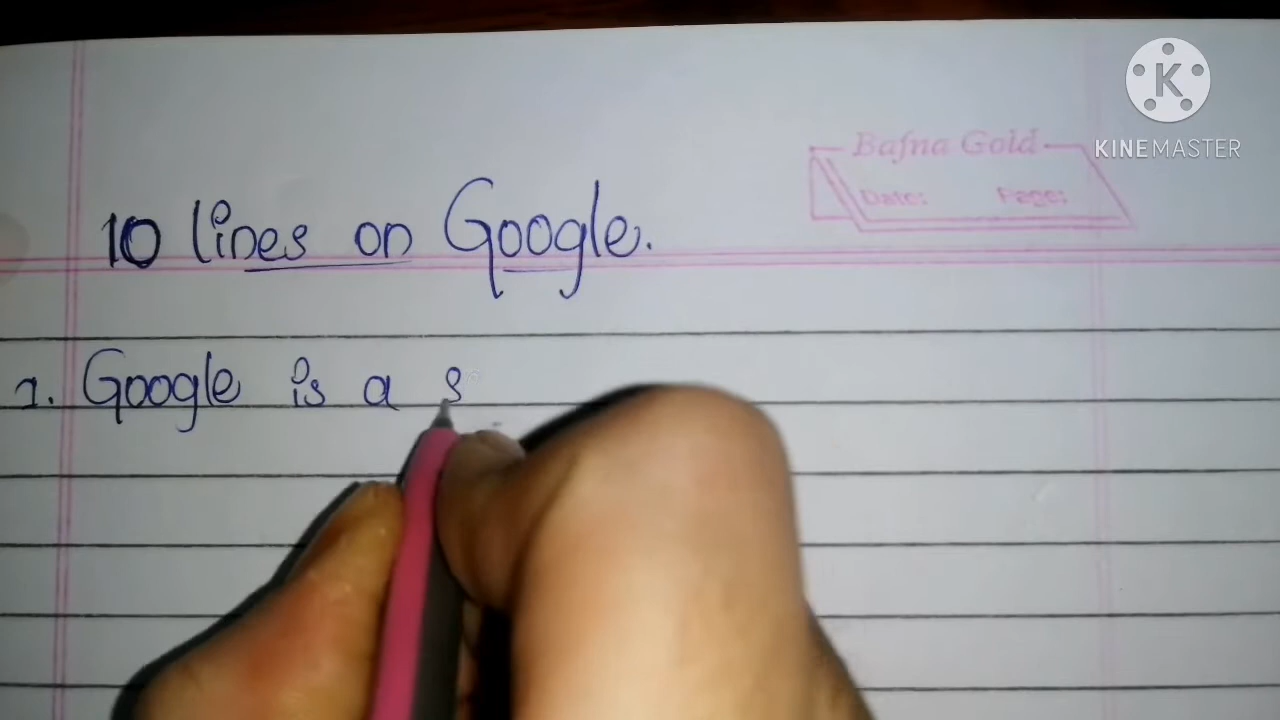 K
KINEMASTER
Bafna Gold
Date: Page:
10 lines on Google.
1. Google is a s